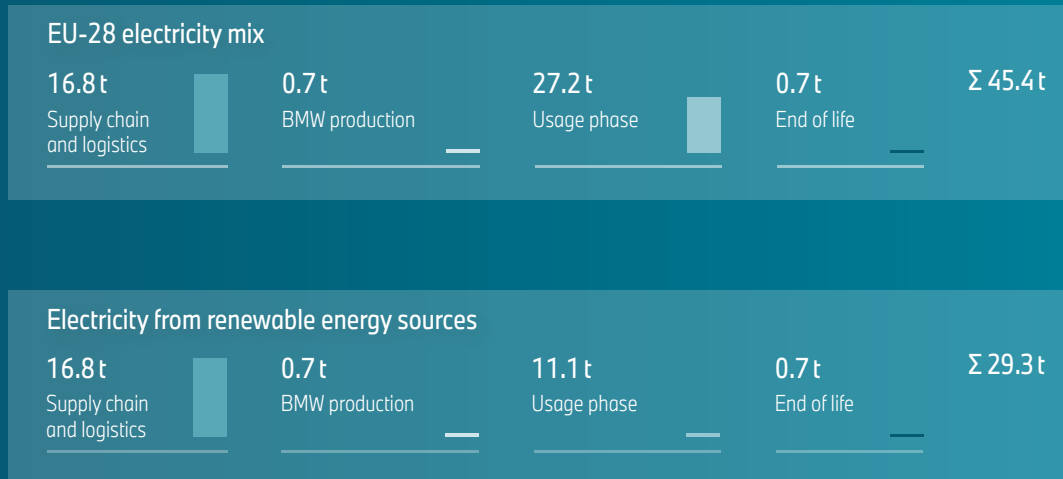 EU-28 electricity mix
16.8 t
Supply chain
and logistics
0.7 t
BMW production
27.2 t
Usage phase
0.7 t
End of life
Σ 45.4 t
Electricity from renewable energy sources
16.8 t
Supply chain
and logistics
0.7 t
BMW production
11.1 t
Usage phase
0.7 t
End of life
Σ 29.3 t